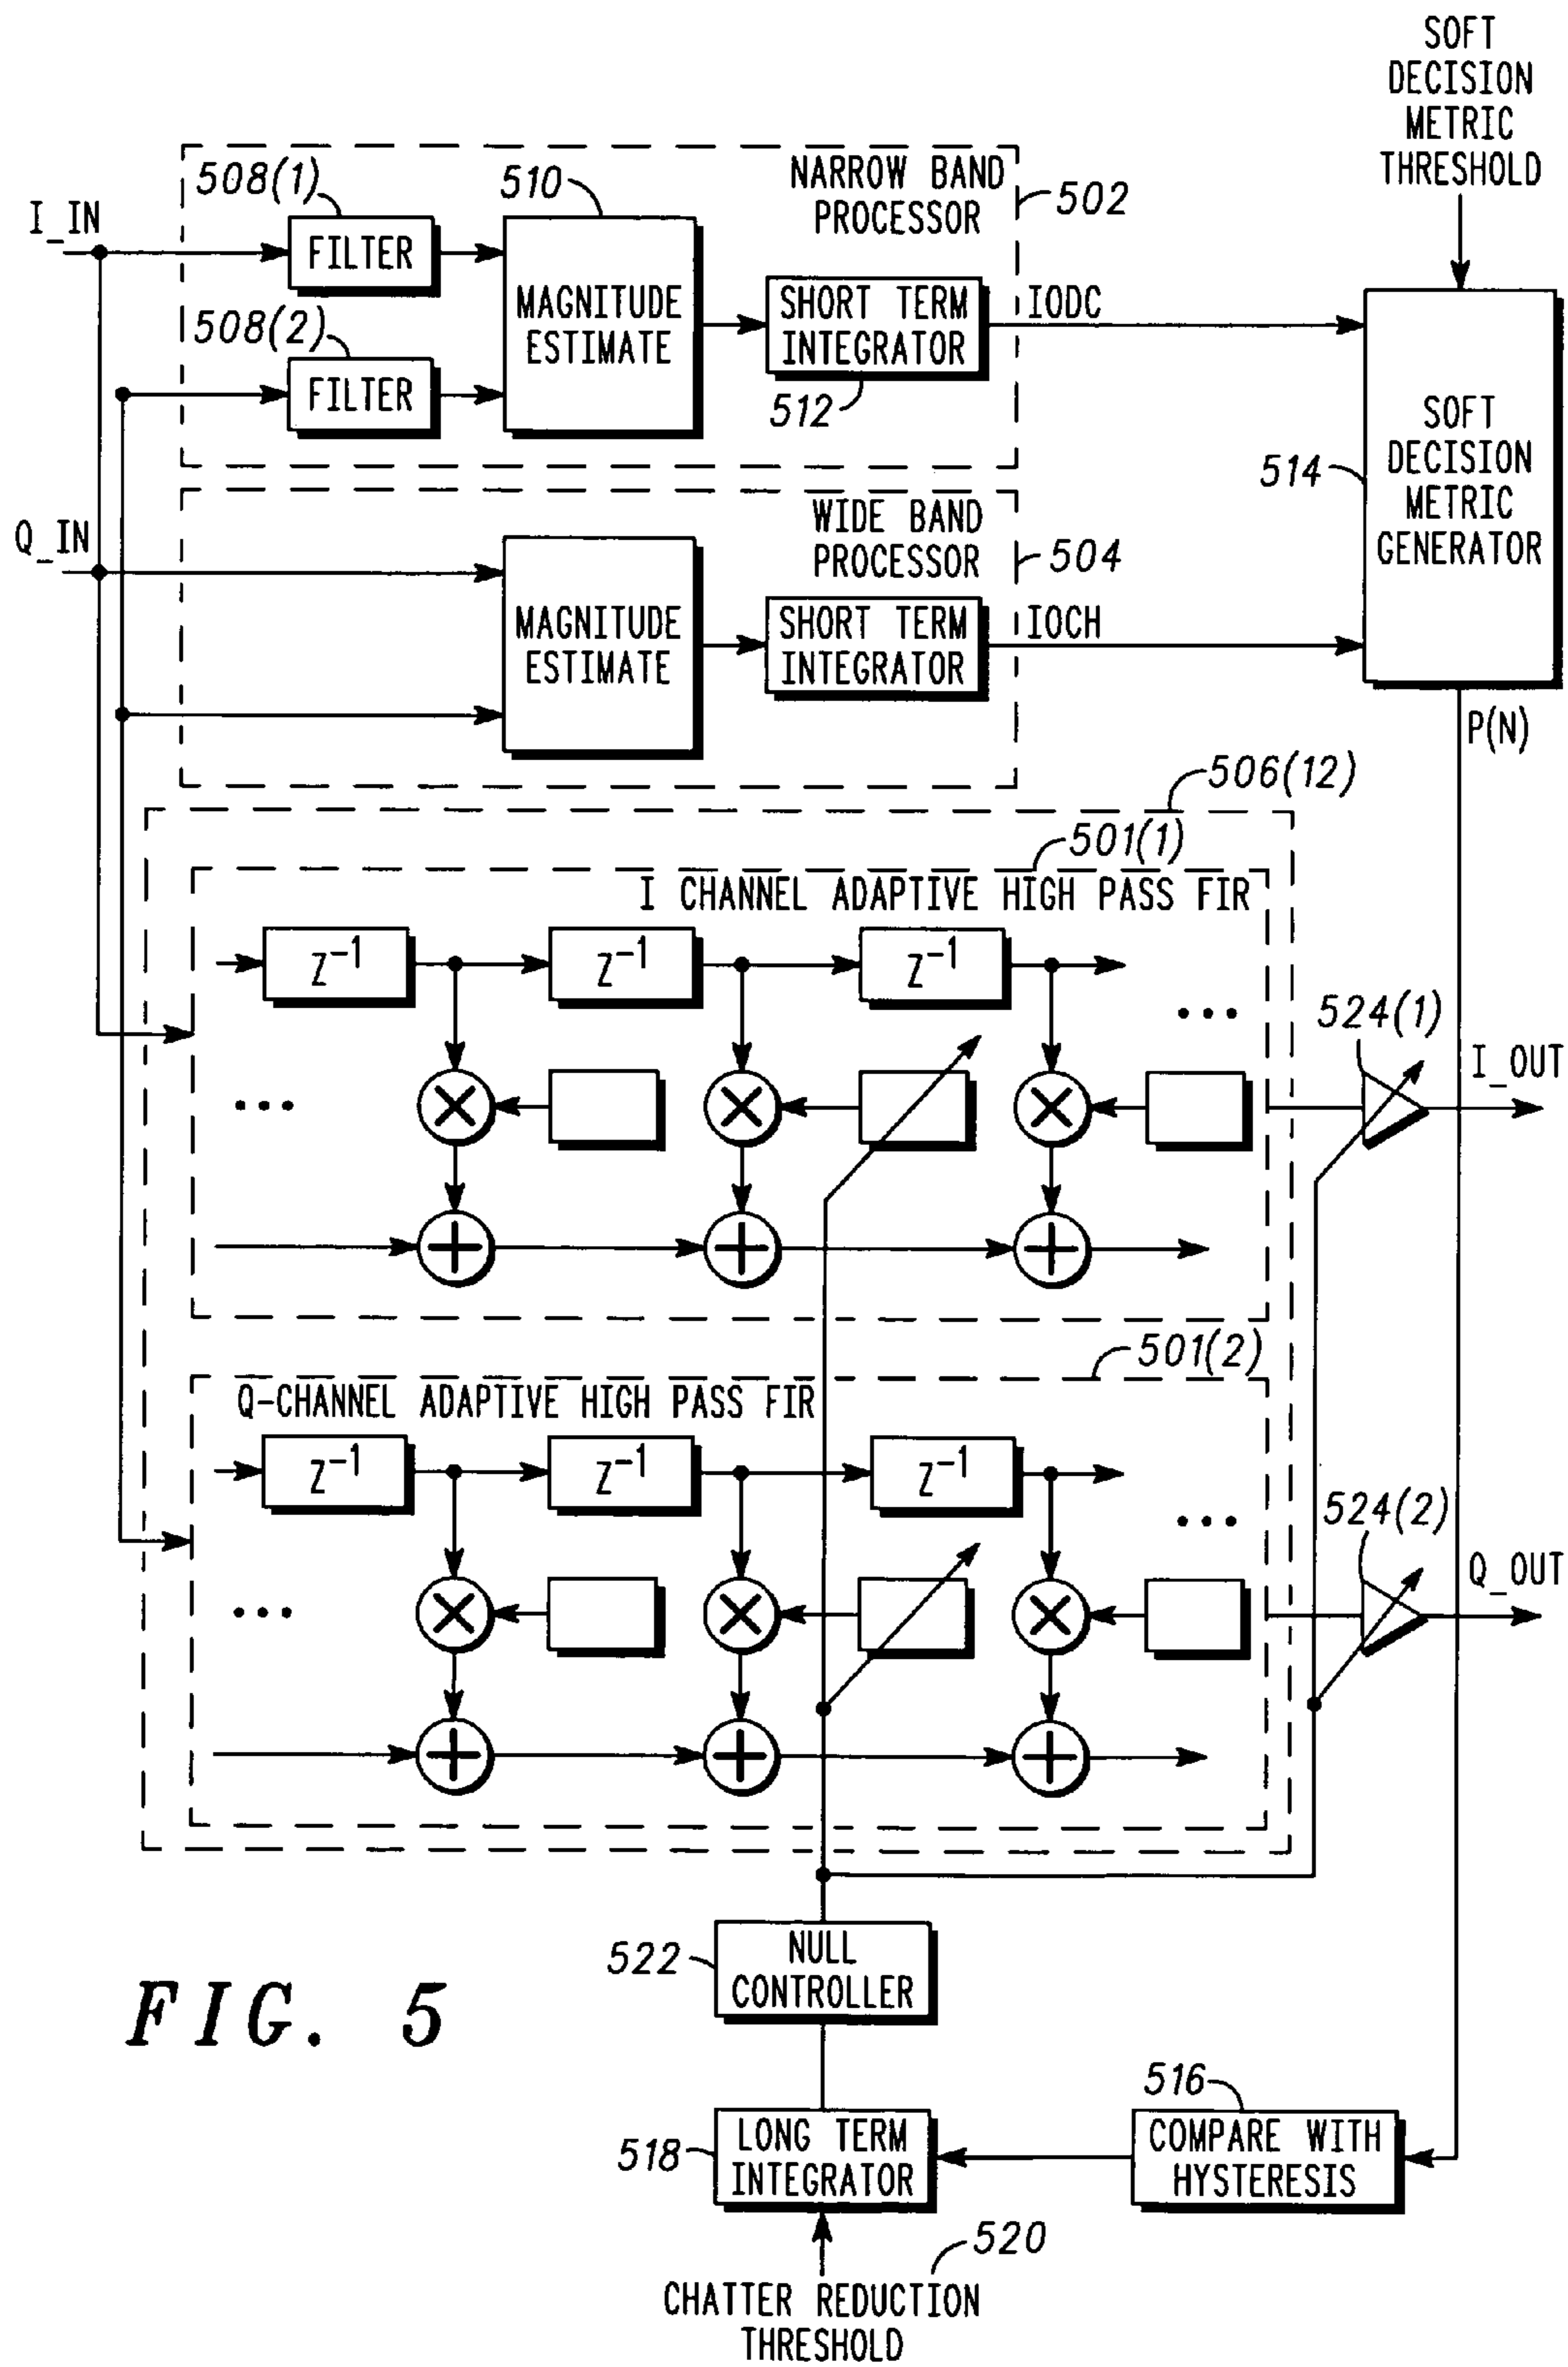 SOFT
DECISION
METRIC
THRESHOLD
508(1)
510
NARROW BAND
PROCESSOR
502
I_IN
FILTER
MAGNITUDE
ESTIMATE
SHORT TERM
INTEGRATOR
IODC
508(2)
FILTER
512
SOFT
DECISION
METRIC
GENERATOR
514
WIDE BAND
PROCESSOR
504
Q_IN
MAGNITUDE
ESTIMATE
SHORT TERM
INTEGRATOR
IOCH
P(N)
506(12)
501(1)
I CHANNEL ADAPTIVE HIGH PASS FIR
Z⁻¹
Z⁻¹
Z⁻¹
...
524(1)
I_OUT
...
501(2)
Q-CHANNEL ADAPTIVE HIGH PASS FIR
Z⁻¹
Z⁻¹
Z⁻¹
...
524(2)
Q_OUT
...
522
NULL
CONTROLLER
FIG. 5
516
518
LONG TERM
INTEGRATOR
COMPARE WITH
HYSTERESIS
520
CHATTER REDUCTION
THRESHOLD